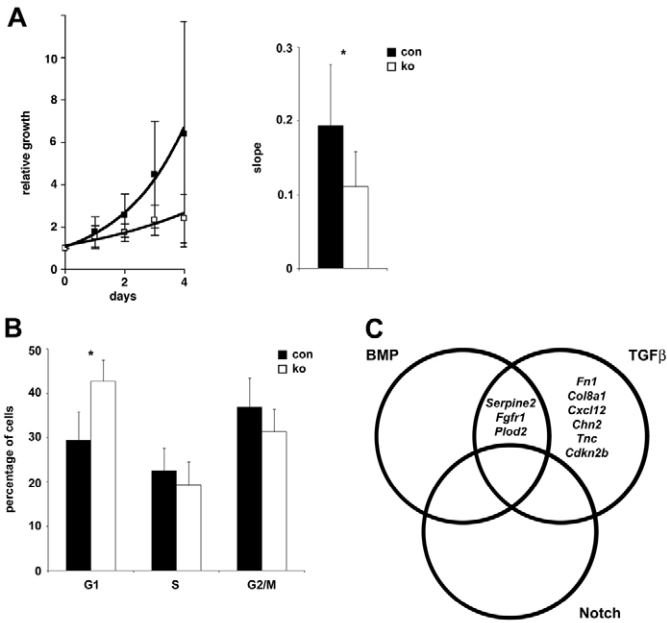 A
12
10
8
6
4
2
0
relative growth
0
2
4
days
0.3
0.2
0.1
0
slope
*
con
ko
B
50
40
30
20
10
0
percentage of cells
*
con
ko
G1
S
G2/M
C
BMP
TGFβ
Serpine2
Fgfr1
Plod2
Fn1
Col8a1
Cxcl12
Chn2
Tnc
Cdkn2b
Notch